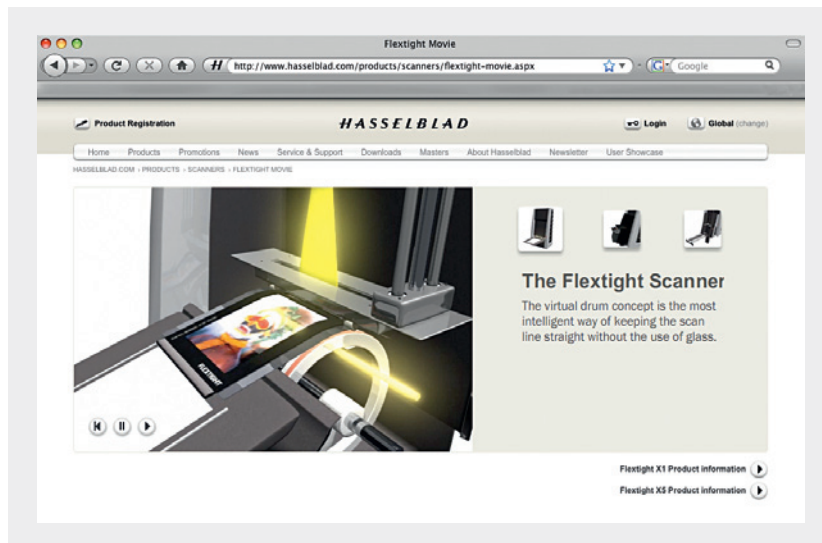 Flextight Movie
http://www.hasselblad.com/products/scanners/flextight-movie.aspx
Google
Product Registration
HASSELBLAD
Login
Global (change)
Home Products Promotions News Service & Support Downloads Masters About Hasselblad Newsletter User Showcase
HASSELBLAD.COM › PRODUCTS › SCANNERS › FLEXTIGHT MOVIE
The Flextight Scanner
The virtual drum concept is the most
intelligent way of keeping the scan
line straight without the use of glass.
FLEXTIGHT
Flextight X1 Product information
Flextight X5 Product information